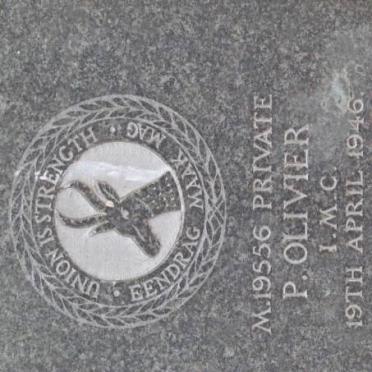 UNION IS STRENGTH • EENDRAG MAAK MAG •
M.19556 PRIVATE
P. OLIVIER
I.M.C.
19TH APRIL 1946